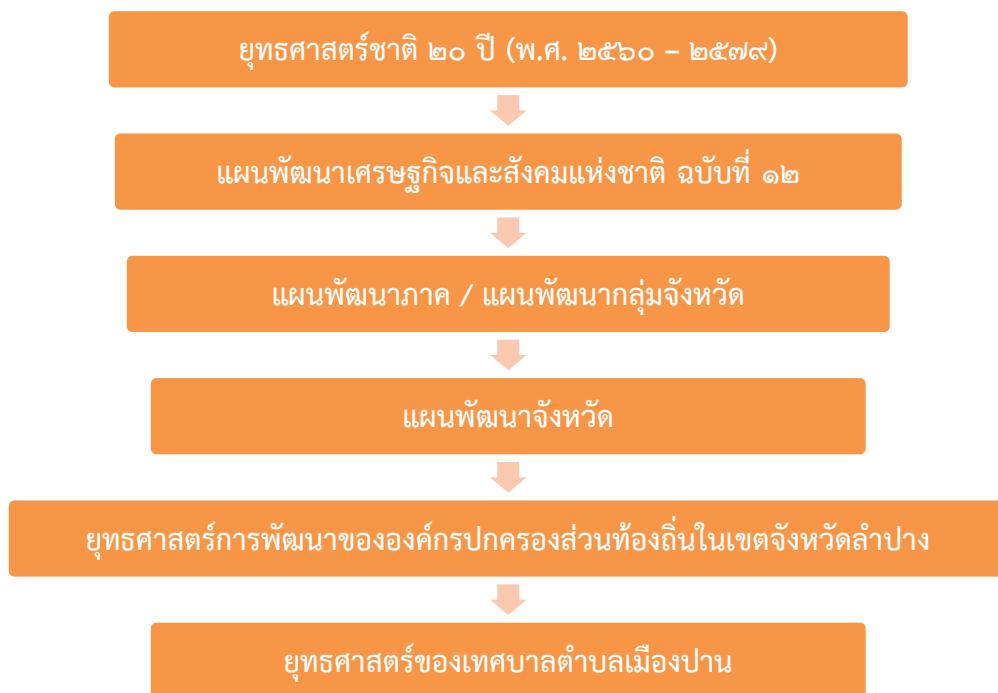 ยุทธศาสตร์ชาติ ๒๐ ปี (พ.ศ. ๒๕๖๐ – ๒๕๗๙)
แผนพัฒนาเศรษฐกิจและสังคมแห่งชาติ ฉบับที่ ๑๒
แผนพัฒนาภาค / แผนพัฒนากลุ่มจังหวัด
แผนพัฒนาจังหวัด
ยุทธศาสตร์การพัฒนาขององค์กรปกครองส่วนท้องถิ่นในเขตจังหวัดลำปาง
ยุทธศาสตร์ของเทศบาลตำบลเมืองปาน